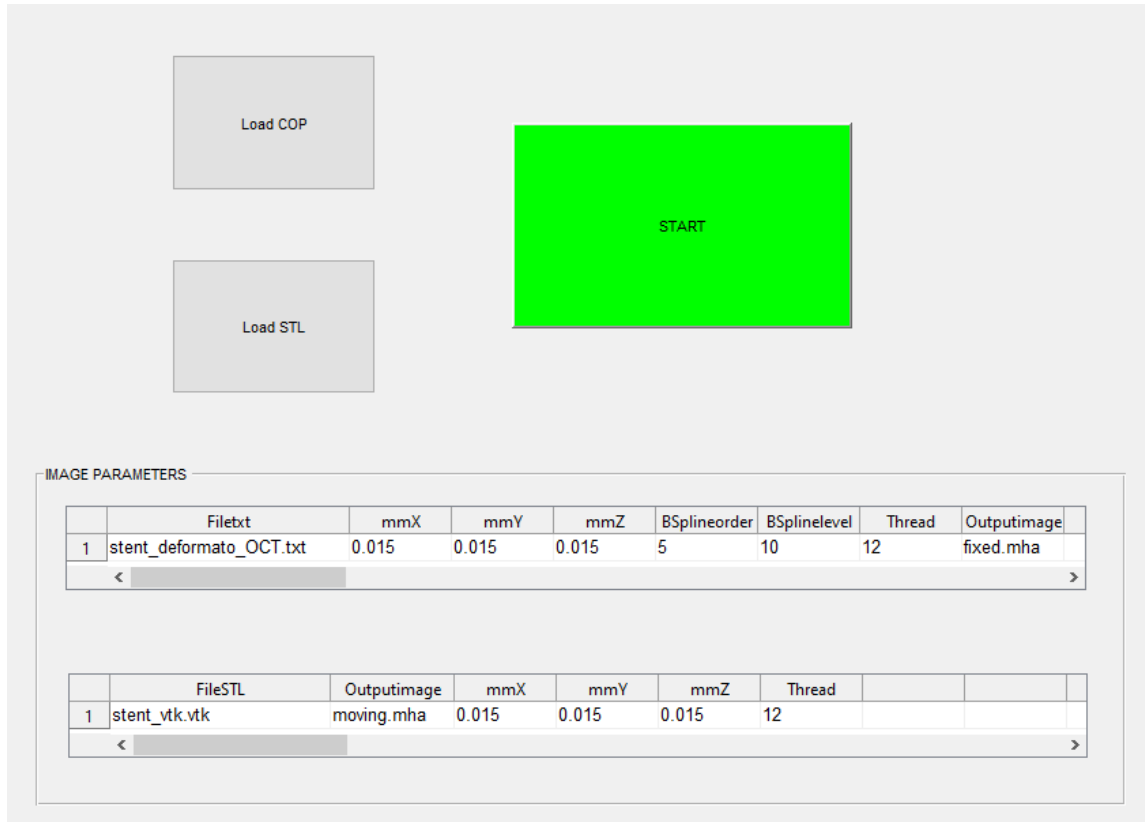 Load COP
START
Load STL
IMAGE PARAMETERS
Filetxt mmX mmY mmZ BSplineorder BSplinelevel Thread Outputimage
1 stent_deformato_OCT.txt 0.015 0.015 0.015 5 10 12 fixed.mha
FileSTL Outputimage mmX mmY mmZ Thread
1 stent_vtk.vtk moving.mha 0.015 0.015 0.015 12